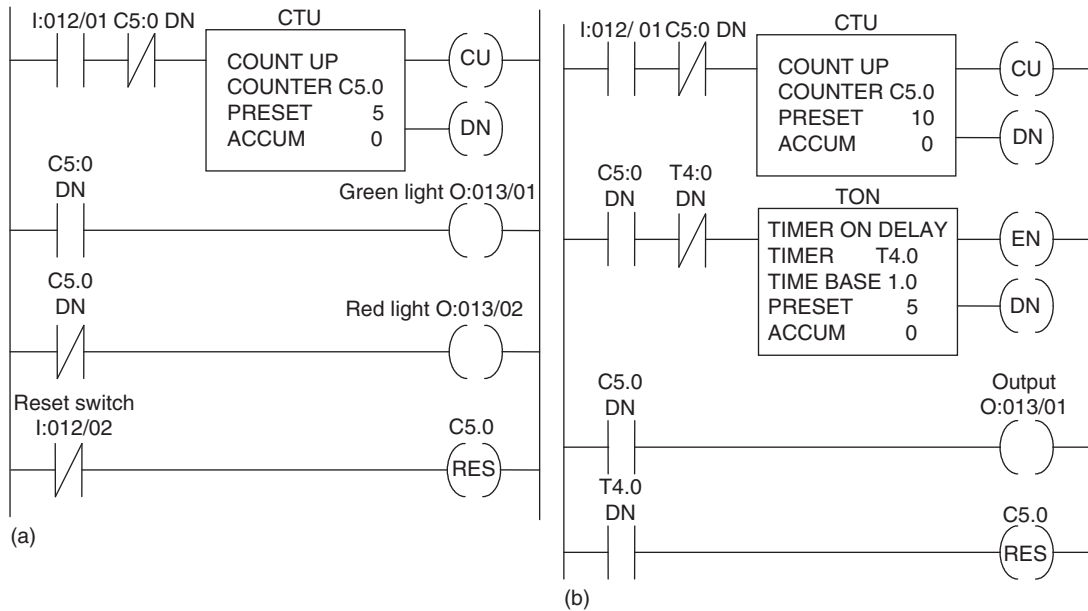 I:012/01 C5:0 DN
CTU
COUNT UP
COUNTER C5.0
PRESET 5
ACCUM 0
CU
DN
C5:0
DN
Green light O:013/01
C5.0
DN
Red light O:013/02
Reset switch
I:012/02
C5.0
RES
(a)
I:012/ 01 C5:0 DN
CTU
COUNT UP
COUNTER C5.0
PRESET 10
ACCUM 0
CU
DN
C5:0
DN
T4:0
DN
TON
TIMER ON DELAY
TIMER T4.0
TIME BASE 1.0
PRESET 5
ACCUM 0
EN
DN
C5.0
DN
Output
O:013/01
T4.0
DN
C5.0
RES
(b)